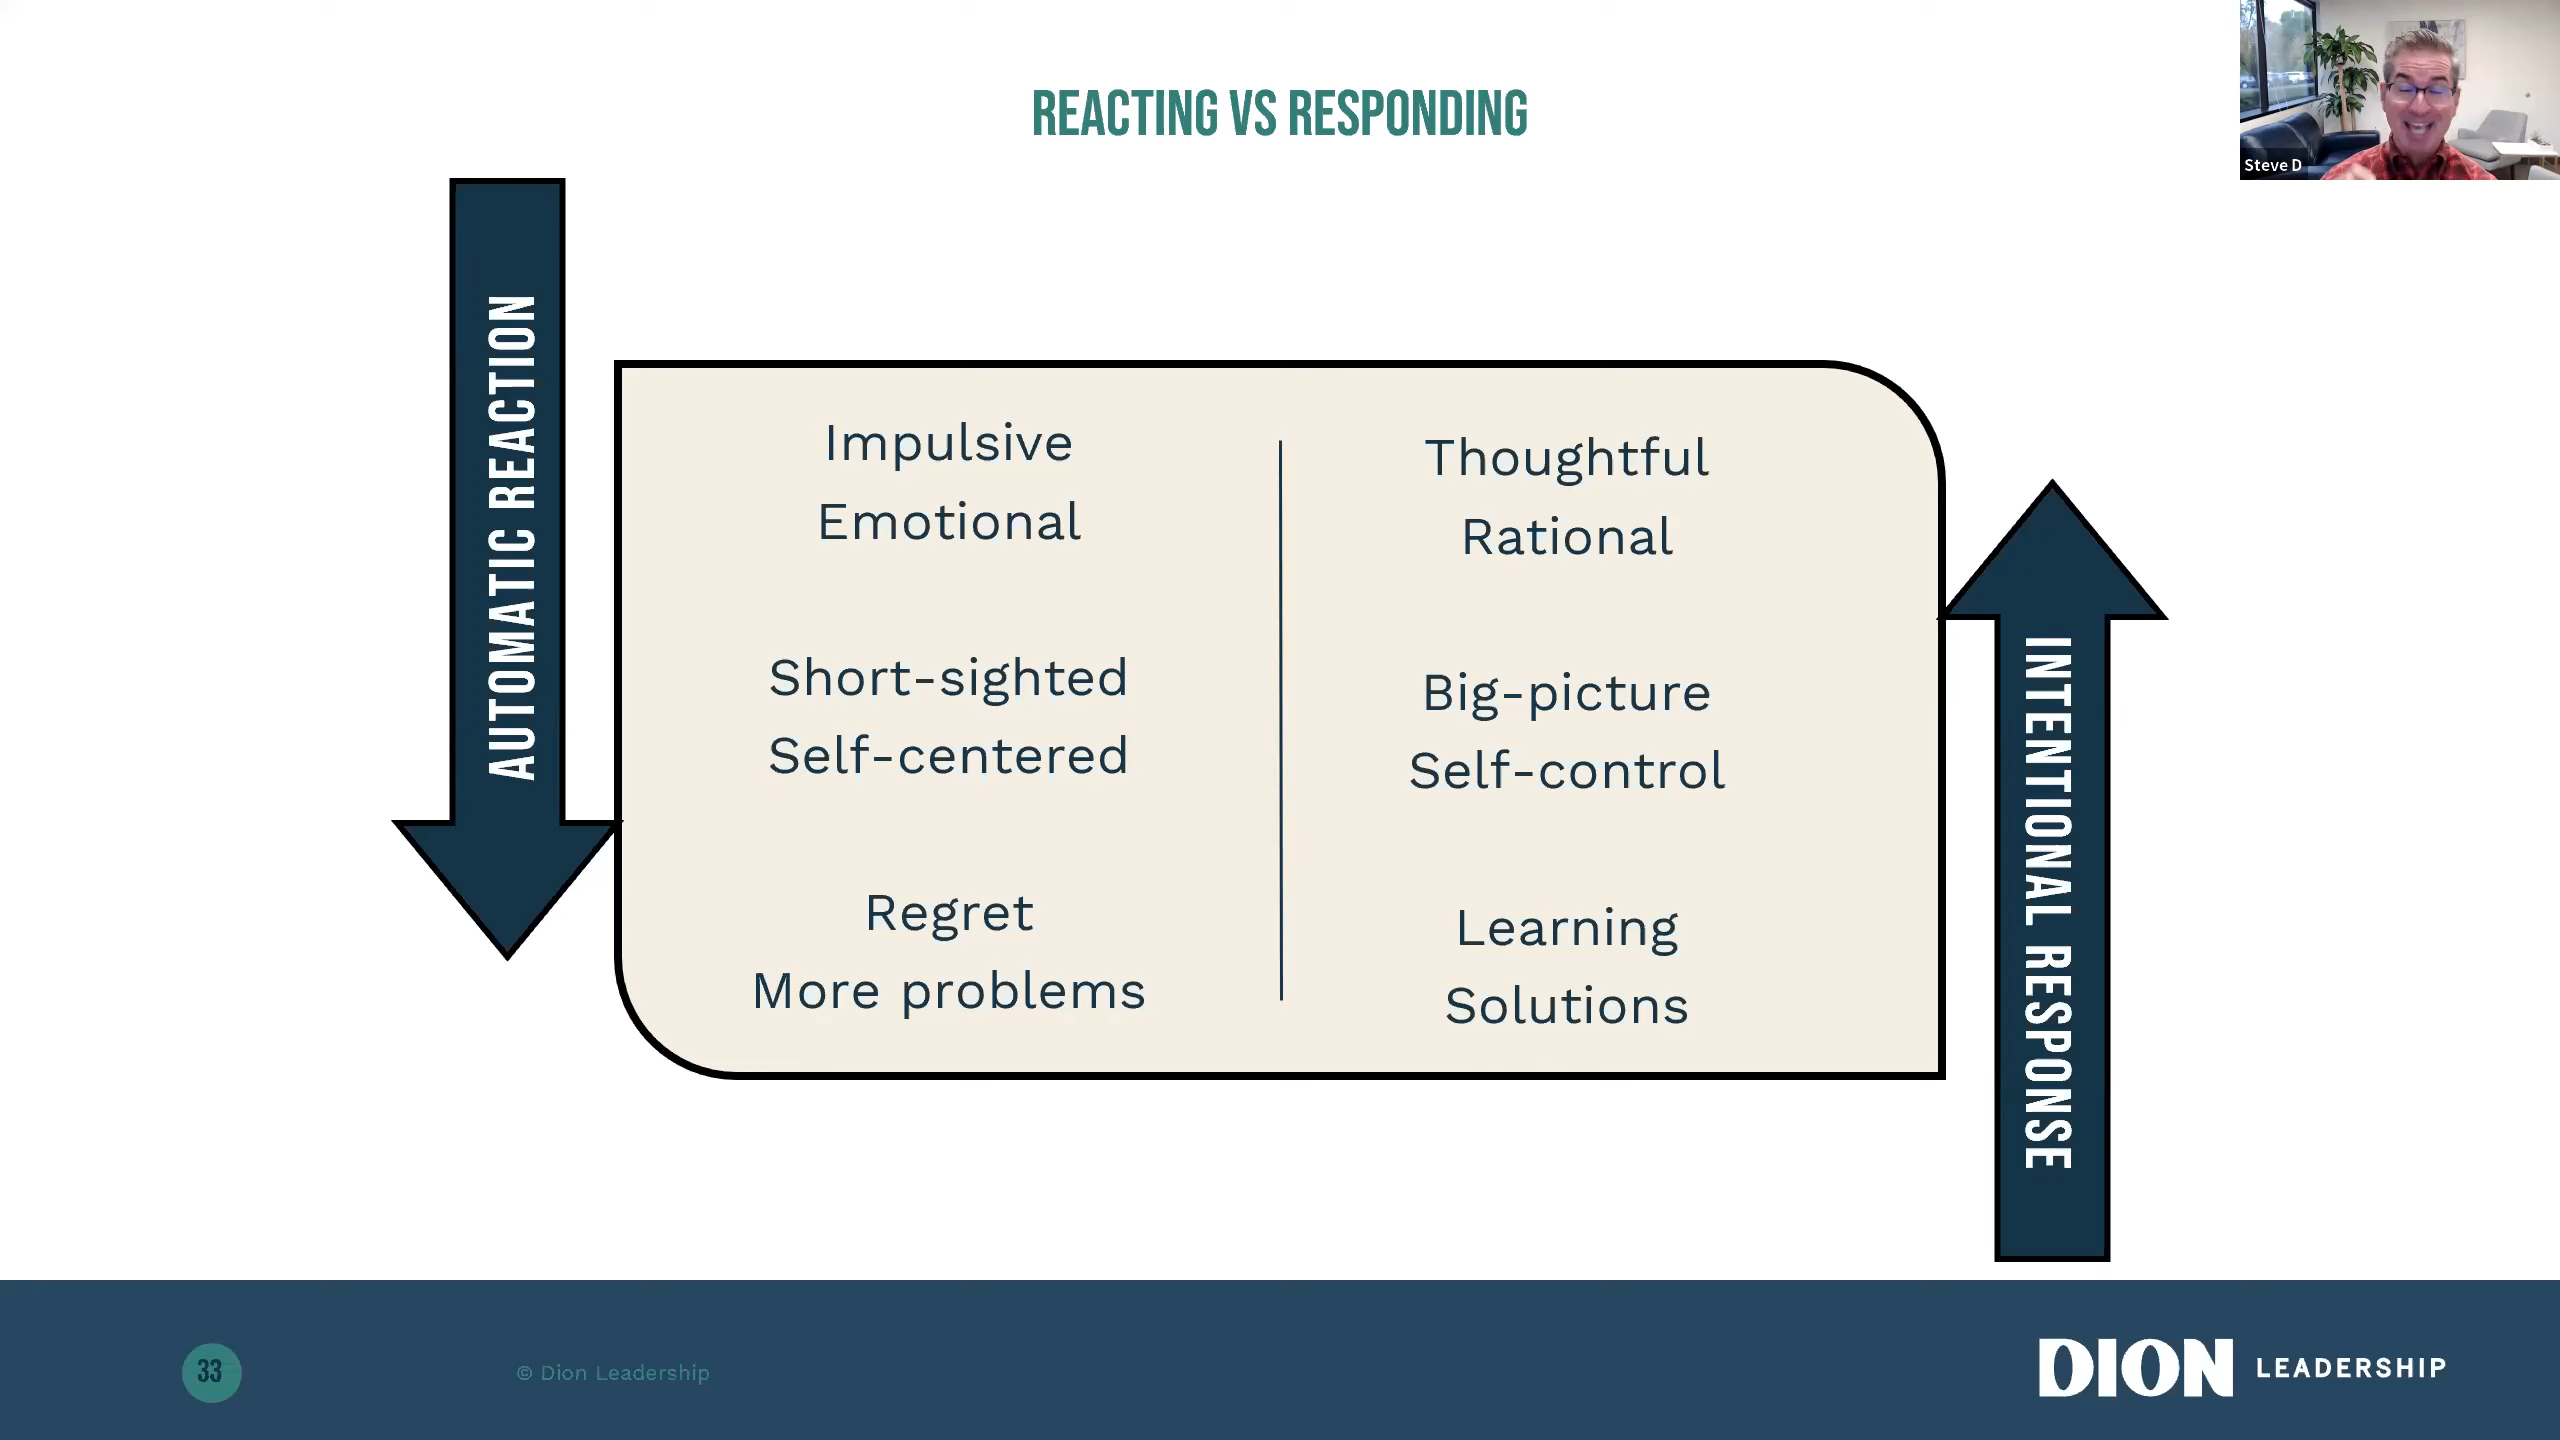 REACTING VS RESPONDING
Steve D
AUTOMATIC REACTION
Impulsive
Emotional
Short-sighted
Self-centered
Regret
More problems
Thoughtful
Rational
Big-picture
Self-control
Learning
Solutions
INTENTIONAL RESPONSE
33
© Dion Leadership
DION LEADERSHIP